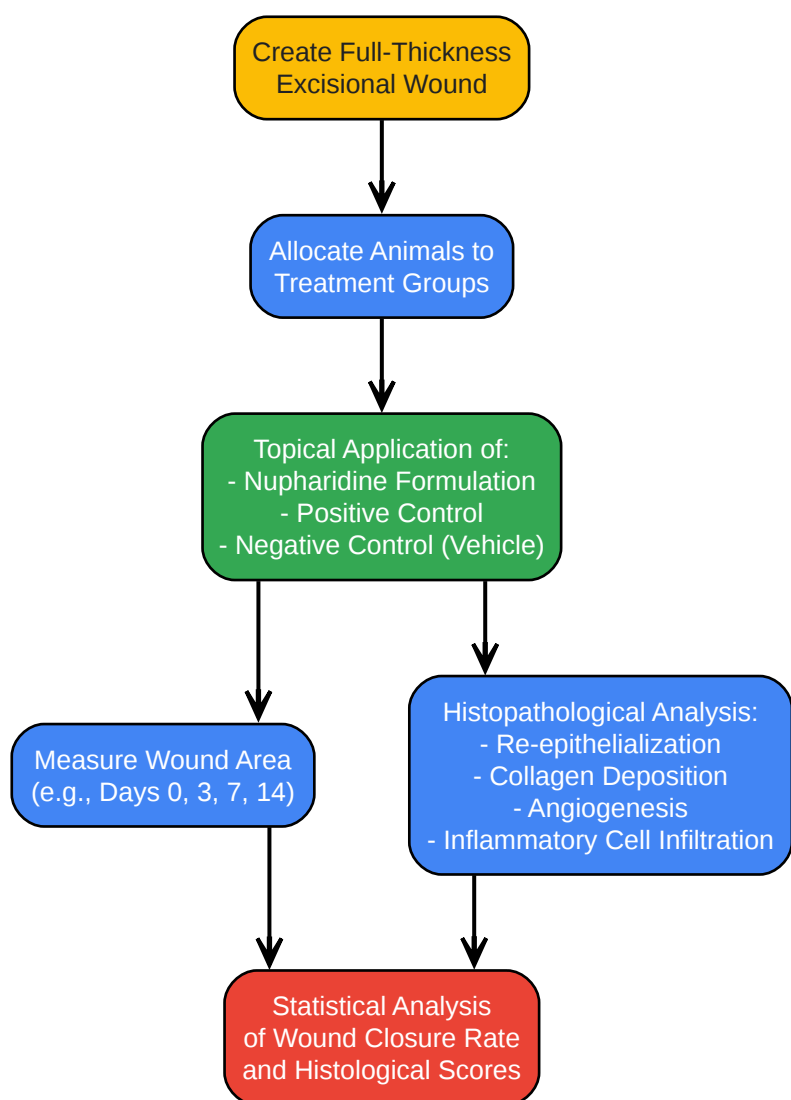 Create Full-Thickness
Excisional Wound
Allocate Animals to
Treatment Groups
Topical Application of:
- Nupharidine Formulation
- Positive Control
- Negative Control (Vehicle)
Measure Wound Area
(e.g., Days 0, 3, 7, 14)
Histopathological Analysis:
- Re-epithelialization
- Collagen Deposition
- Angiogenesis
- Inflammatory Cell Infiltration
Statistical Analysis
of Wound Closure Rate
and Histological Scores